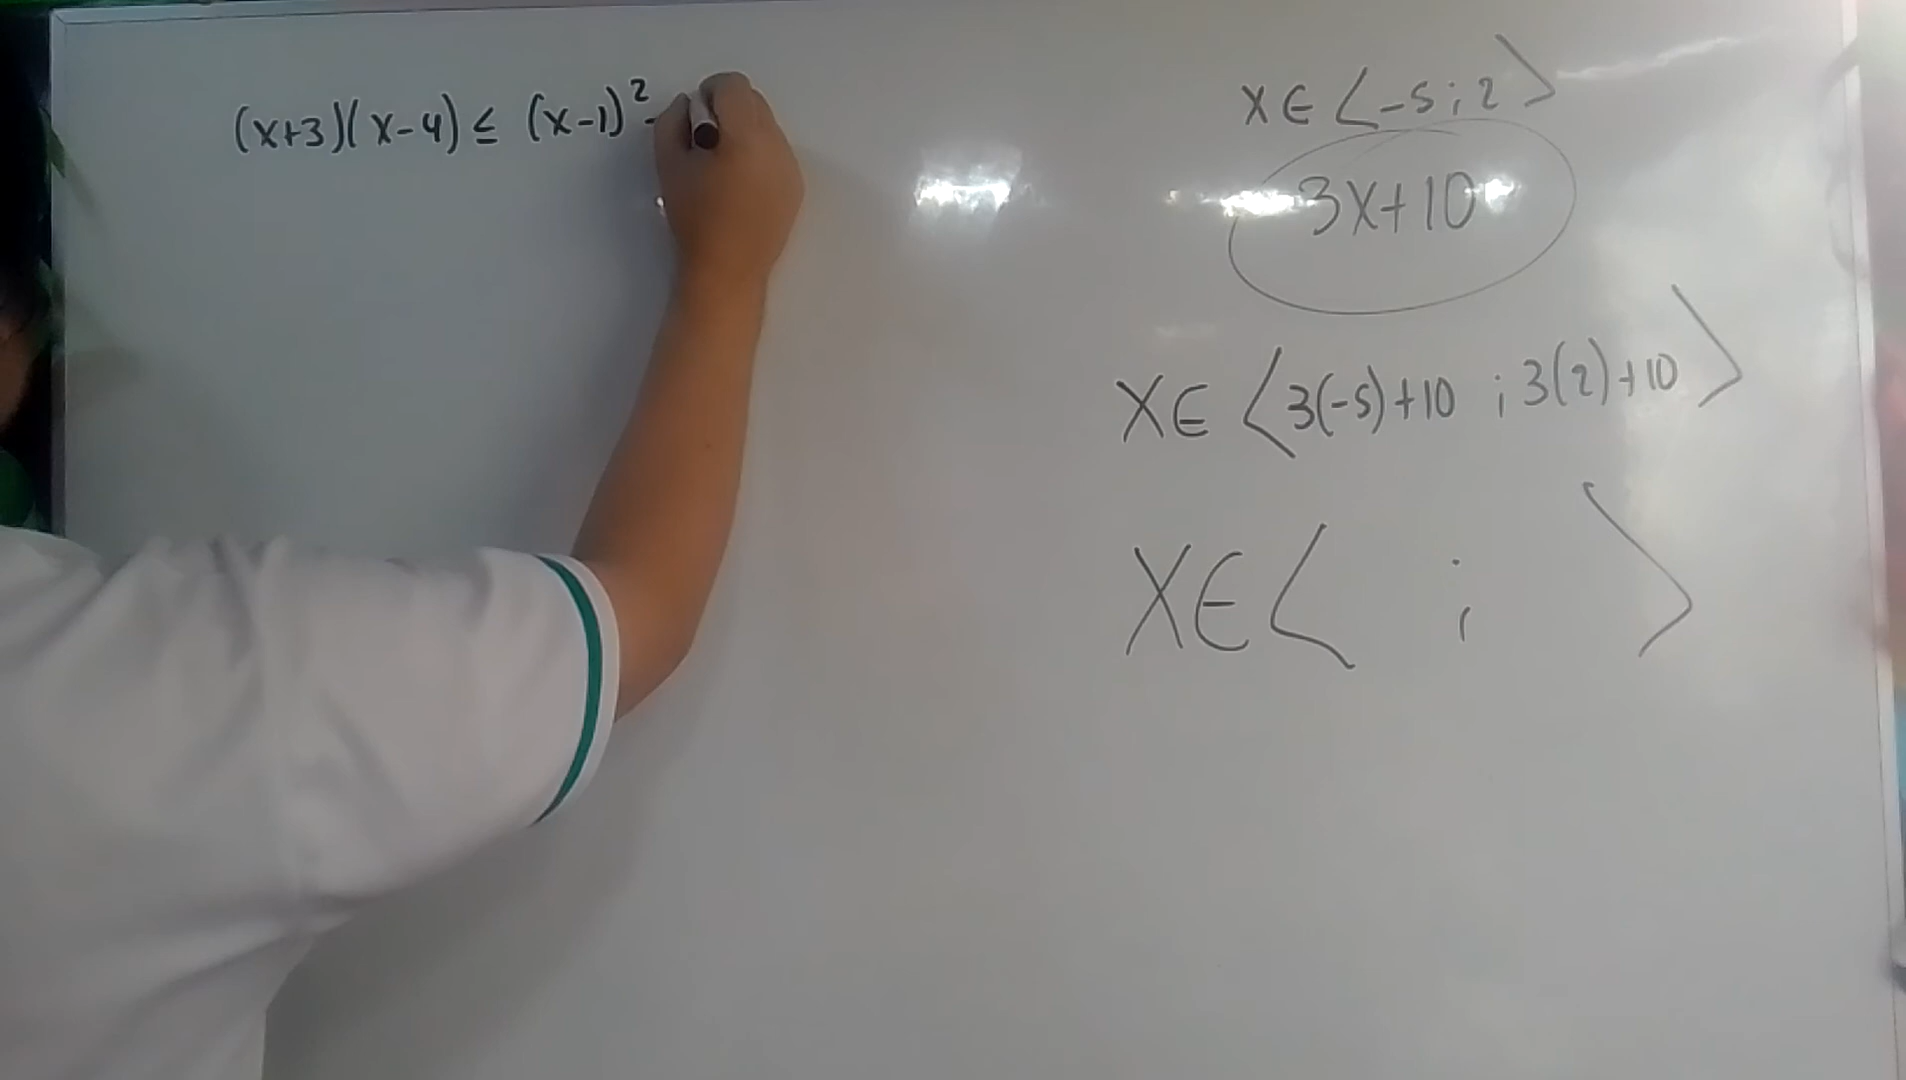 (x+3)(x-4) ≤ (x-1)² -
x ∈ <-5 ; 2>
3x+10
X ∈ <3(-5)+10 ; 3(2)+10>
X ∈ < ; >